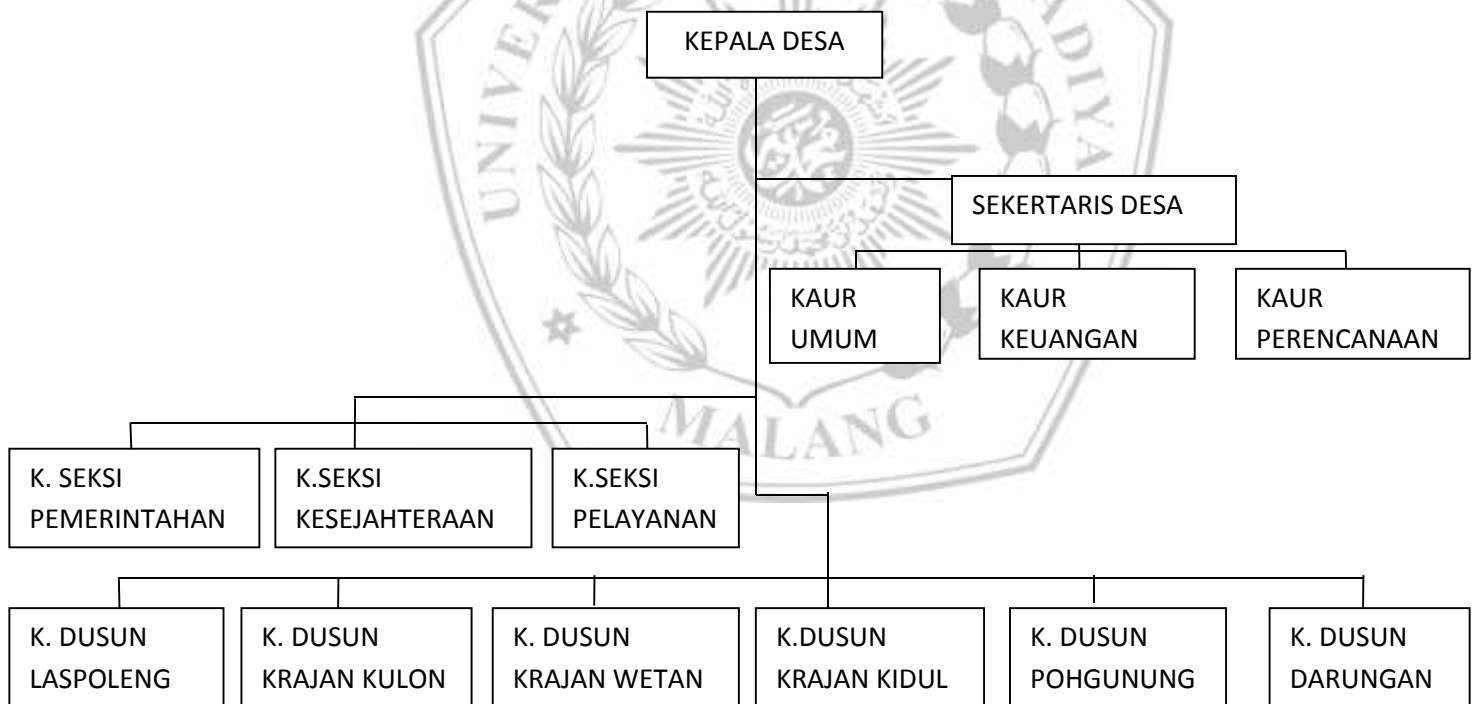 KEPALA DESA
SEKERTARIS DESA
KAUR
UMUM
KAUR
KEUANGAN
KAUR
PERENCANAAN
K. SEKSI
PEMERINTAHAN
K.SEKSI
KESEJAHTERAAN
K.SEKSI
PELAYANAN
K. DUSUN
LASPOLENG
K. DUSUN
KRAJAN KULON
K. DUSUN
KRAJAN WETAN
K.DUSUN
KRAJAN KIDUL
K. DUSUN
POHGUNUNG
K. DUSUN
DARUNGAN
MALANG